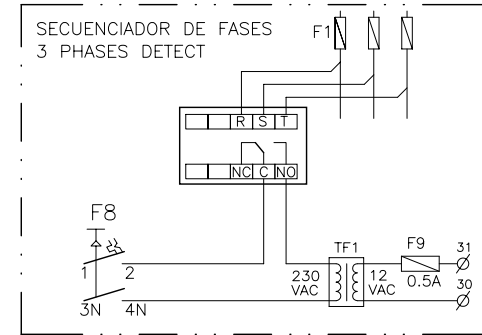 SECUENCIADOR DE FASES
3 PHASES DETECT
F1
R S T
NC C NO
F8
1 2
3N 4N
TF1
230 VAC
12 VAC
F9
0.5A
31
30